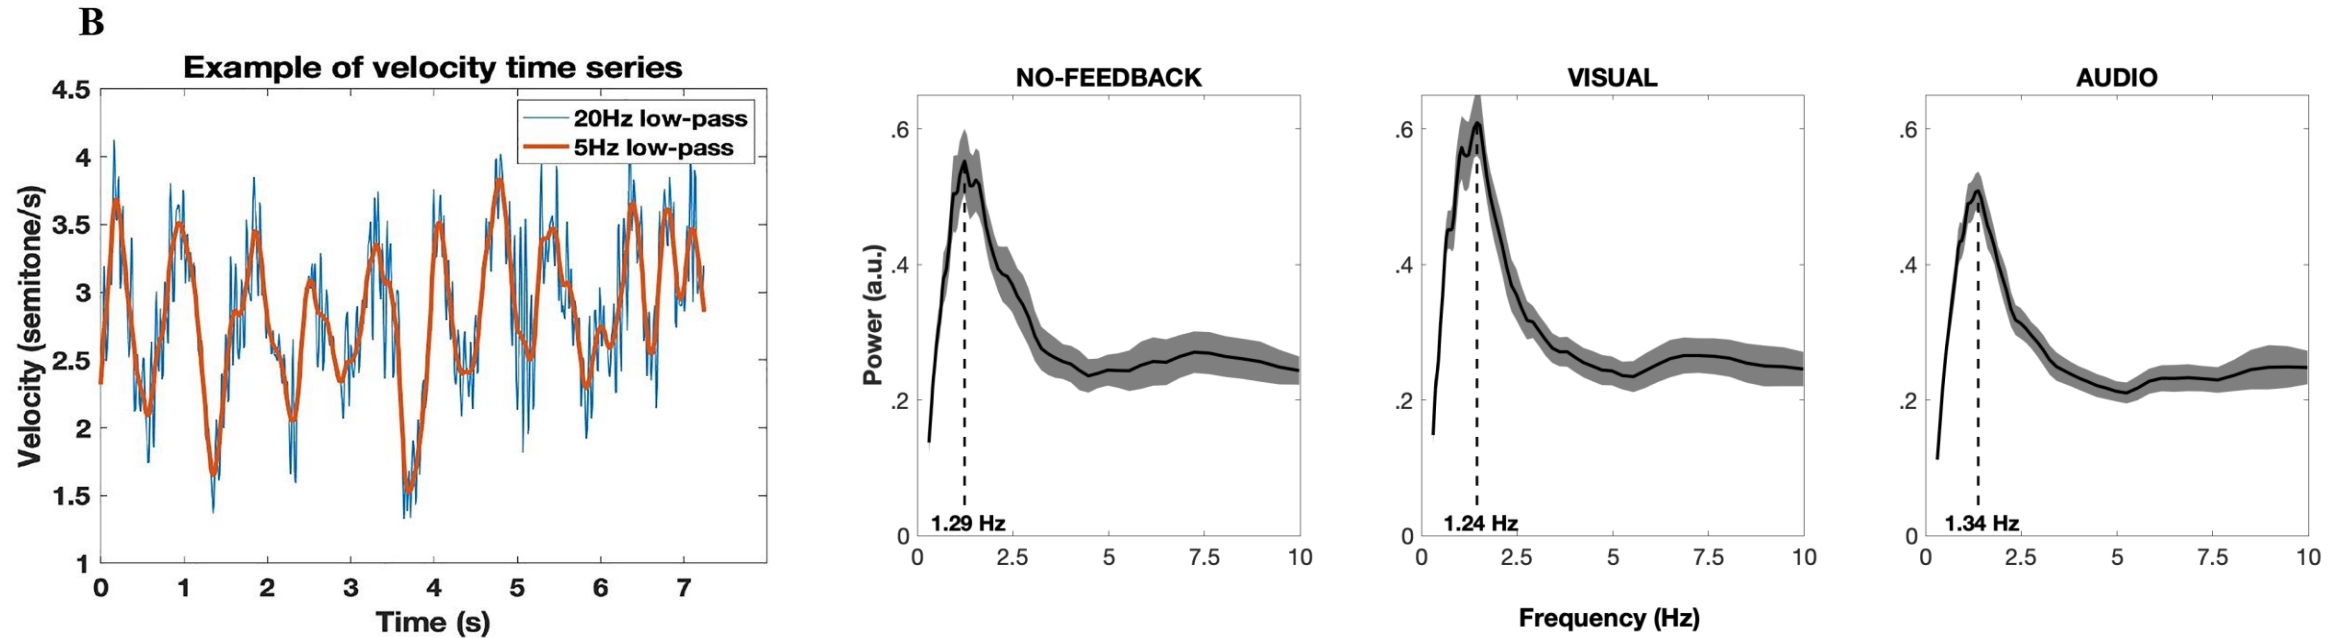 B
Example of velocity time series
20Hz low-pass
5Hz low-pass
Velocity (semitone/s)
4.5
4
3.5
3
2.5
2
1.5
1
0 1 2 3 4 5 6 7
Time (s)
NO-FEEDBACK
Power (a.u.)
.6
.4
.2
0
1.29 Hz
0 2.5 5 7.5 10
VISUAL
.6
.4
.2
0
1.24 Hz
0 2.5 5 7.5 10
AUDIO
.6
.4
.2
0
1.34 Hz
0 2.5 5 7.5 10
Frequency (Hz)